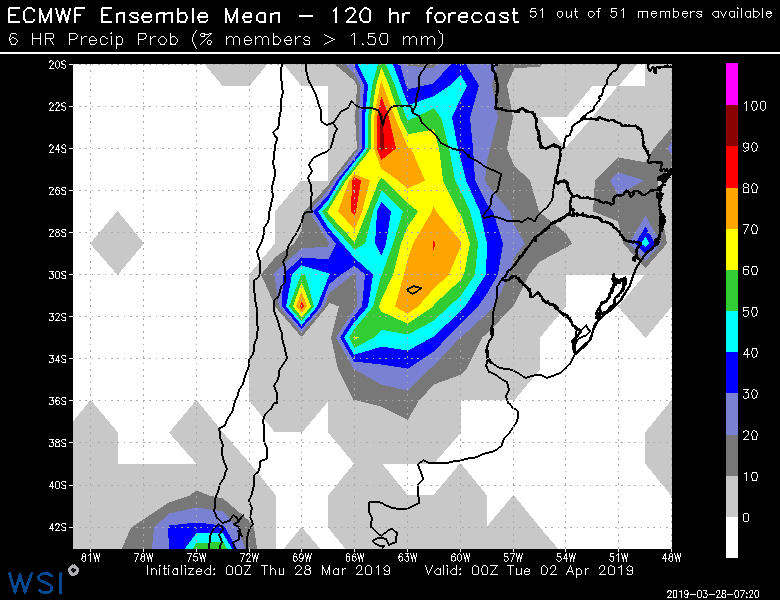 ECMWF Ensemble Mean – 120 hr forecast 51 out of 51 members available
6 HR Precip Prob (% members > 1.50 mm)
20S
22S
24S
26S
28S
30S
32S
34S
36S
38S
40S
42S
100
90
80
70
60
50
40
30
20
10
0
81W 78W 75W 72W 69W 66W 63W 60W 57W 54W 51W 48W
Initialized: 00Z Thu 28 Mar 2019 Valid: 00Z Tue 02 Apr 2019
WSI
2019-03-28-07:20